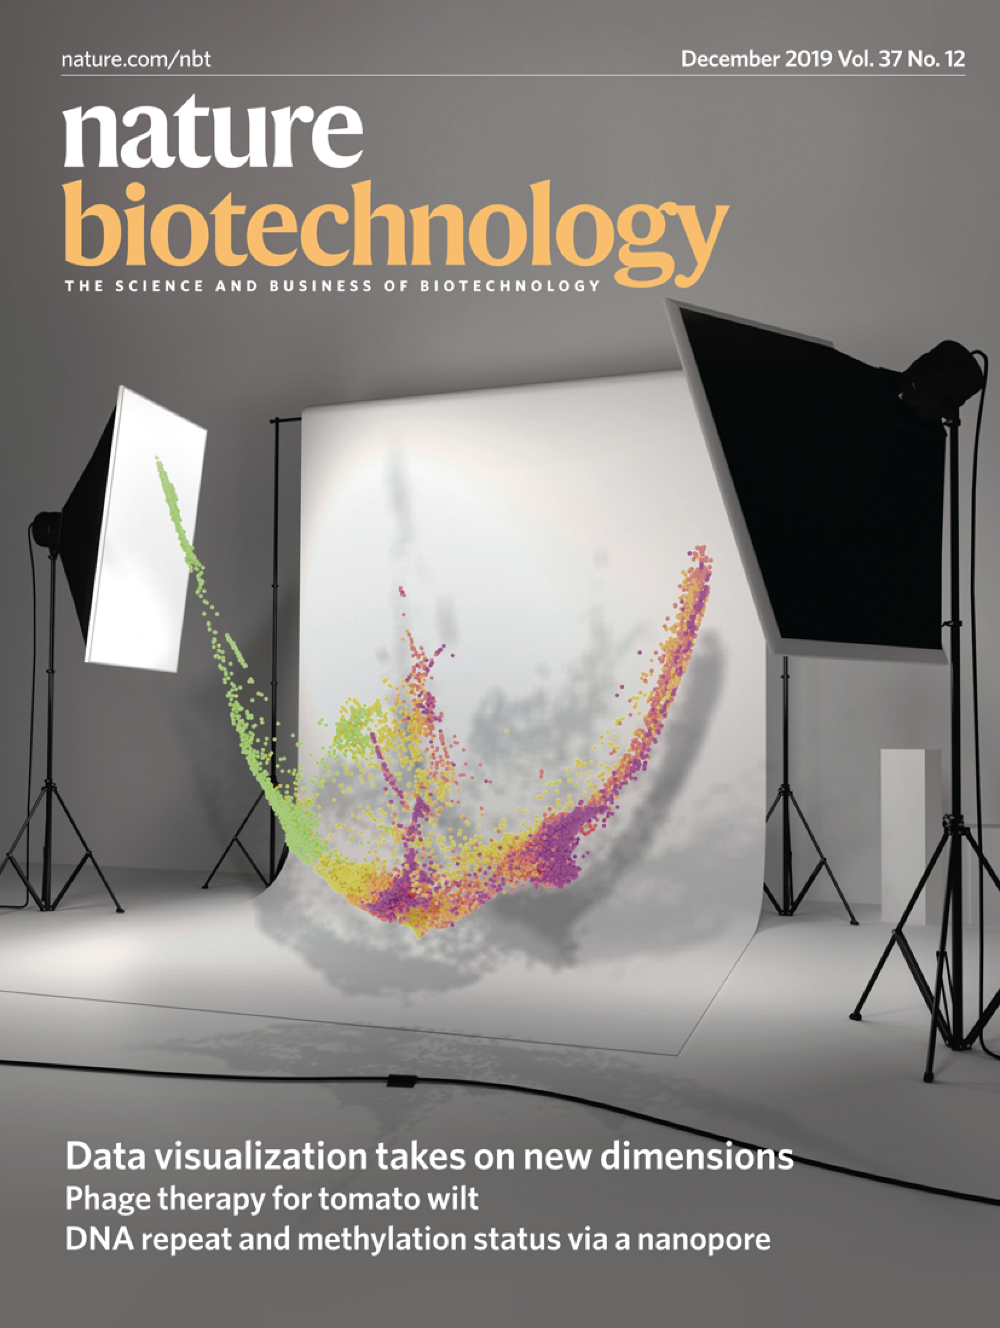 nature.com/nbt
December 2019 Vol. 37 No. 12
nature
biotechnology
THE SCIENCE AND BUSINESS OF BIOTECHNOLOGY
Data visualization takes on new dimensions
Phage therapy for tomato wilt
DNA repeat and methylation status via a nanopore